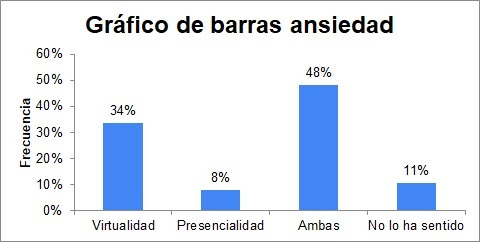 Gráfico de barras ansiedad
60%
50%
40%
30%
20%
10%
0%
Frecuencia
34%
8%
48%
11%
Virtualidad
Presencialidad
Ambas
No lo ha sentido